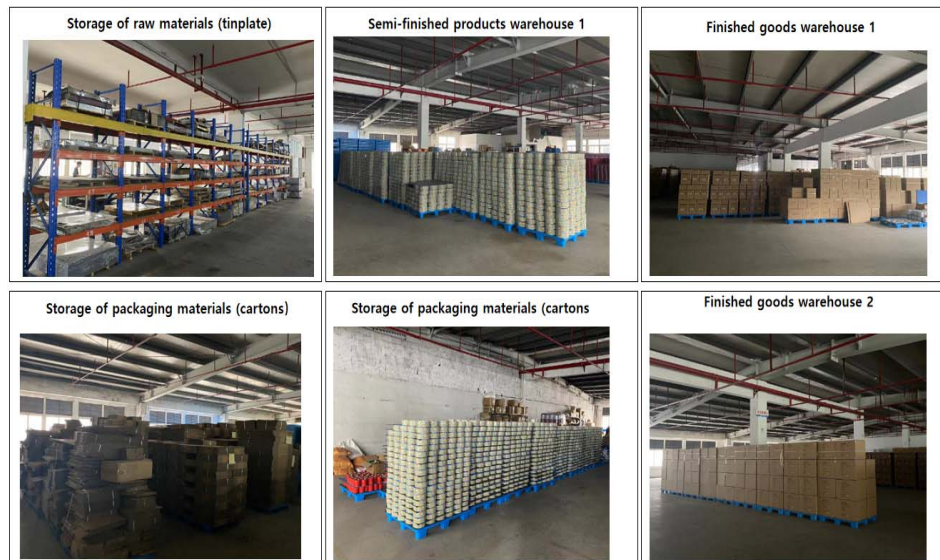 Storage of raw materials (tinplate)
Semi-finished products warehouse 1
Finished goods warehouse 1
Storage of packaging materials (cartons)
Storage of packaging materials (cartons
Finished goods warehouse 2